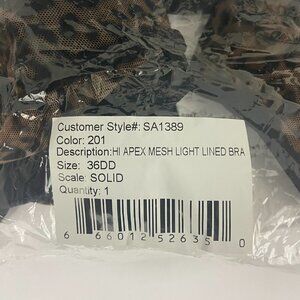 Customer Style#: SA1389
Color: 201
Description:HI APEX MESH LIGHT LINED BRA
Size: 36DD
Scale: SOLID
Quantity: 1
6 66012 52635 0